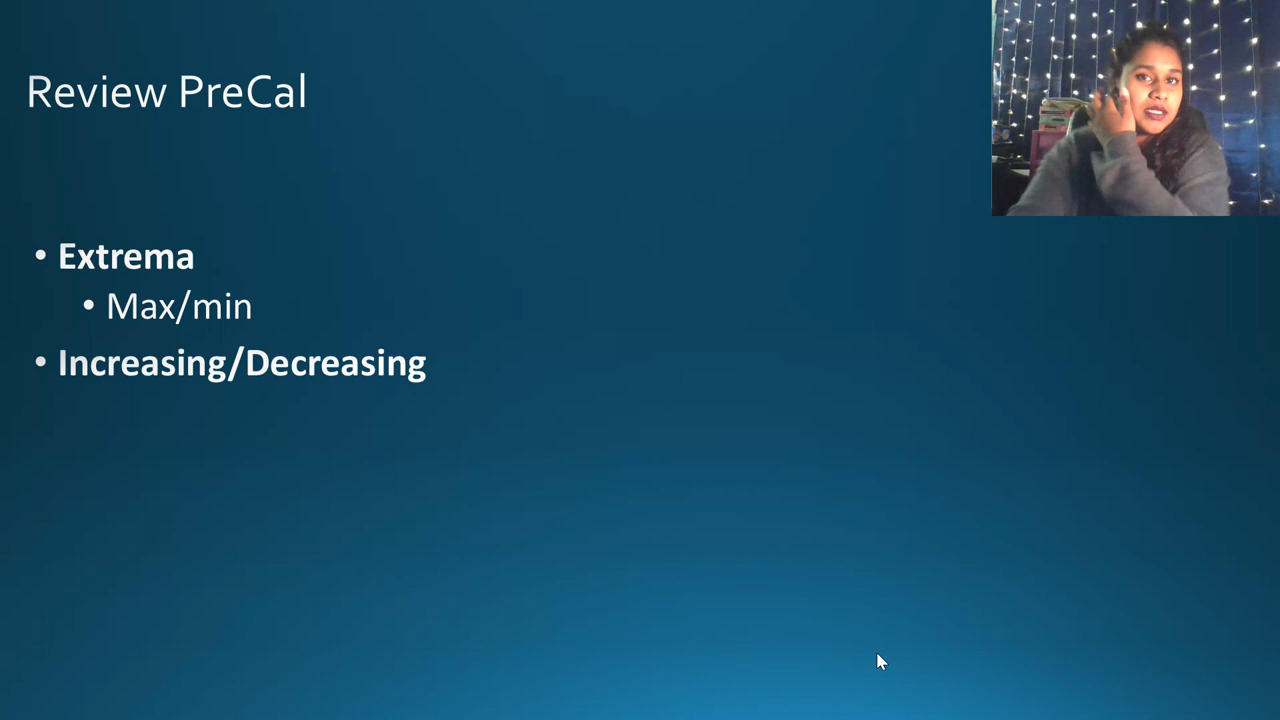 Review PreCal
• Extrema
• Max/min
• Increasing/Decreasing